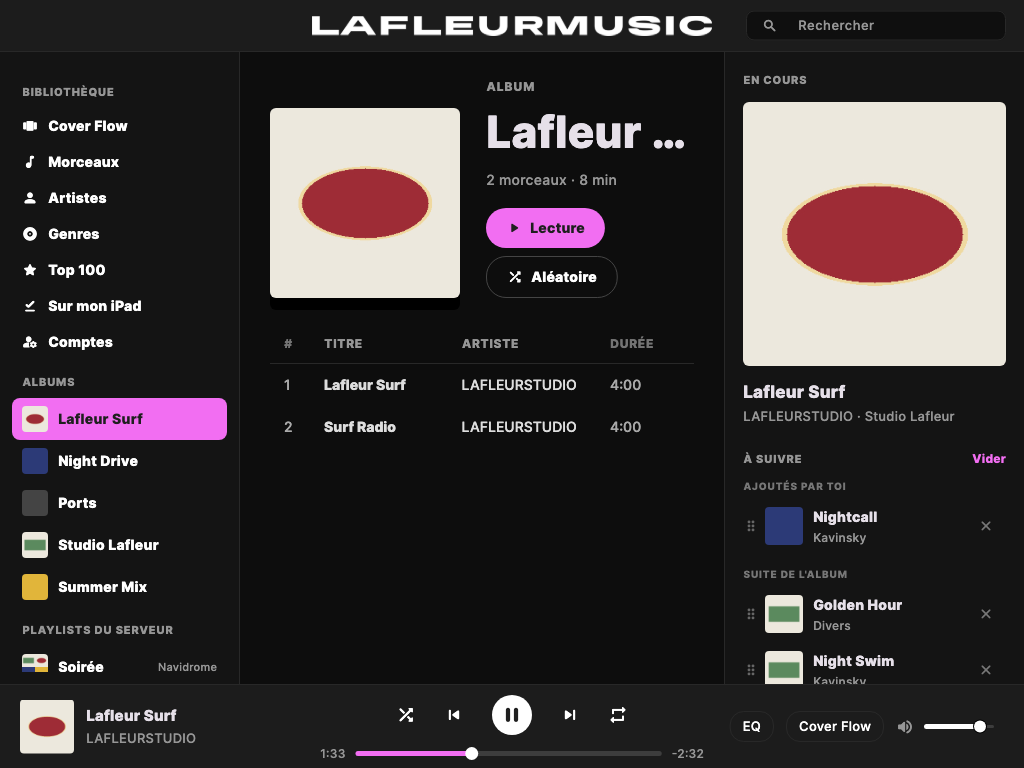 LAFLEURMUSIC
Rechercher
BIBLIOTHÈQUE
Cover Flow
Morceaux
Artistes
Genres
Top 100
Sur mon iPad
Comptes
ALBUMS
Lafleur Surf
Night Drive
Ports
Studio Lafleur
Summer Mix
PLAYLISTS DU SERVEUR
Soirée Navidrome
ALBUM
Lafleur ...
2 morceaux · 8 min
Lecture
Aléatoire
# TITRE ARTISTE DURÉE
1 Lafleur Surf LAFLEURSTUDIO 4:00
2 Surf Radio LAFLEURSTUDIO 4:00
EN COURS
Lafleur Surf
LAFLEURSTUDIO · Studio Lafleur
À SUIVRE Vider
AJOUTÉS PAR TOI
Nightcall
Kavinsky
SUITE DE L'ALBUM
Golden Hour
Divers
Night Swim
Kavinsky
Lafleur Surf
LAFLEURSTUDIO
1:33 -2:32
EQ Cover Flow